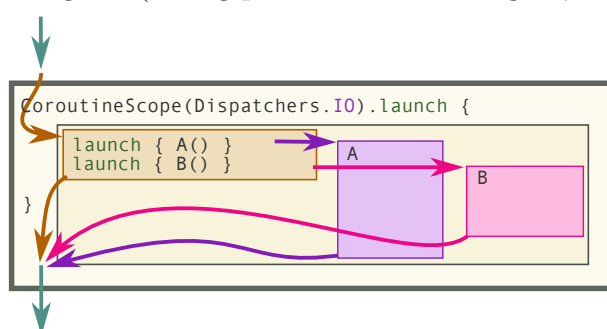 CoroutineScope(Dispatchers.IO).launch {
launch { A() }
launch { B() }
A
B
}